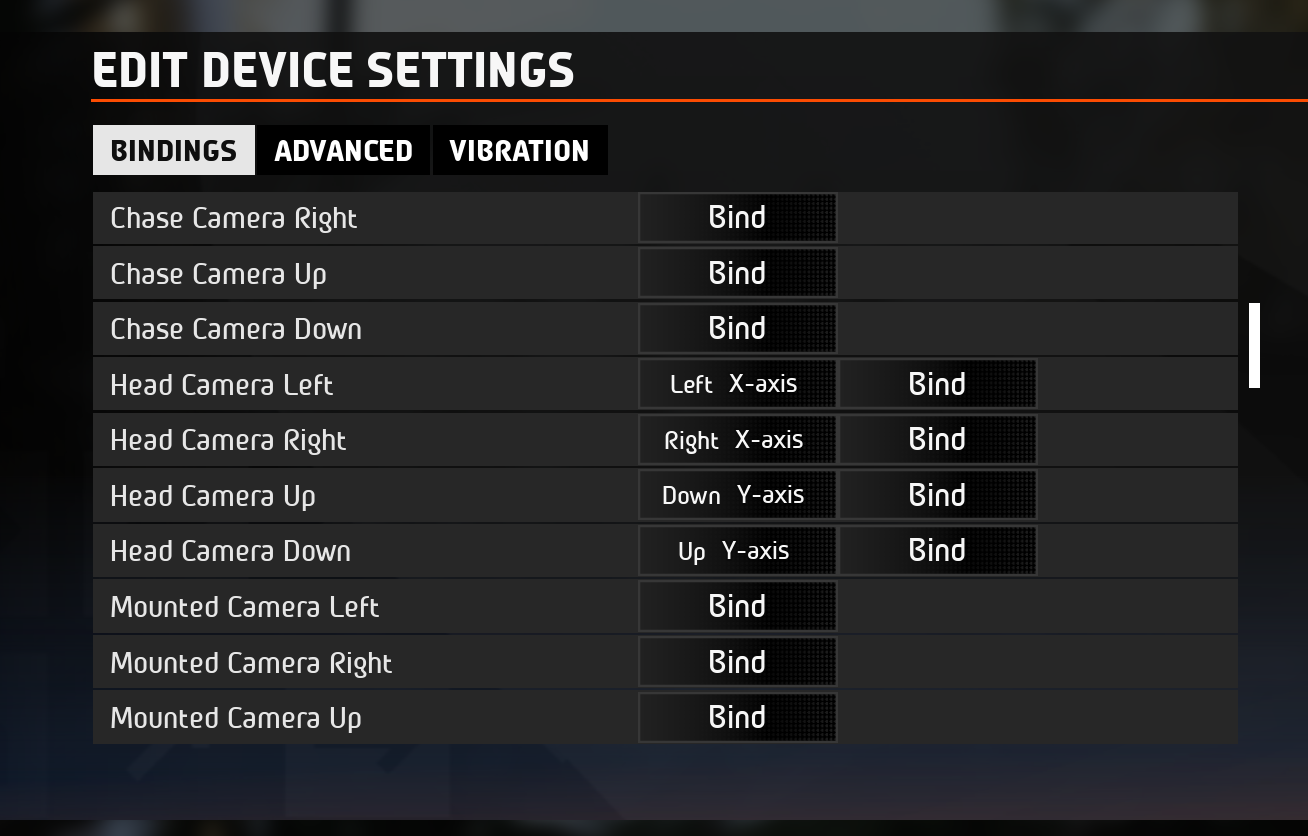 EDIT DEVICE SETTINGS
BINDINGS ADVANCED VIBRATION
Chase Camera Right Bind
Chase Camera Up Bind
Chase Camera Down Bind
Head Camera Left Left X-axis Bind
Head Camera Right Right X-axis Bind
Head Camera Up Down Y-axis Bind
Head Camera Down Up Y-axis Bind
Mounted Camera Left Bind
Mounted Camera Right Bind
Mounted Camera Up Bind